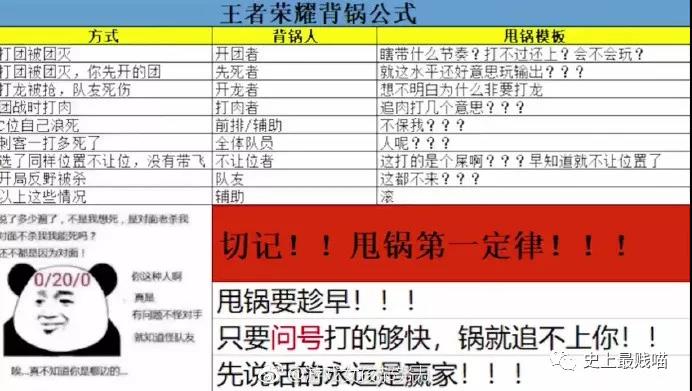 王者荣耀背锅公式
方式 背锅人 甩锅模板
打团被团灭 开团者 瞎带什么节奏？打不过还上？会不会玩？
打团被团灭，你先开的团 先死者 就这水平还好意思玩输出？？？
打龙被抢，队友死伤 开龙者 想不明白为什么非要打龙
团战时打肉 打肉者 追肉打几个意思？？？
C位自己浪死 前排/辅助 不保我？？？
刺客一打多死了 全体队员 人呢？？？
选了同样位置不让位，没有带飞 不让位者 这打的是个屎啊？？？早知道就不让位置了
开局反野被杀 队友 这都不来？？？
以上这些情况 辅助 滚
说了多少遍了，不是我想死，是对面老杀我
对面不杀我我能死吗？
还不都是因为对面！
0/20/0
你这种人啊
真是
有问题不怪对手
就知道怪队友
唉...真不知道你是哪边的...
切记！！甩锅第一定律！！！
甩锅要趁早！！！
只要问号打的够快，锅就追不上你！！
先说话的永远是赢家！！！
史上最贱喵